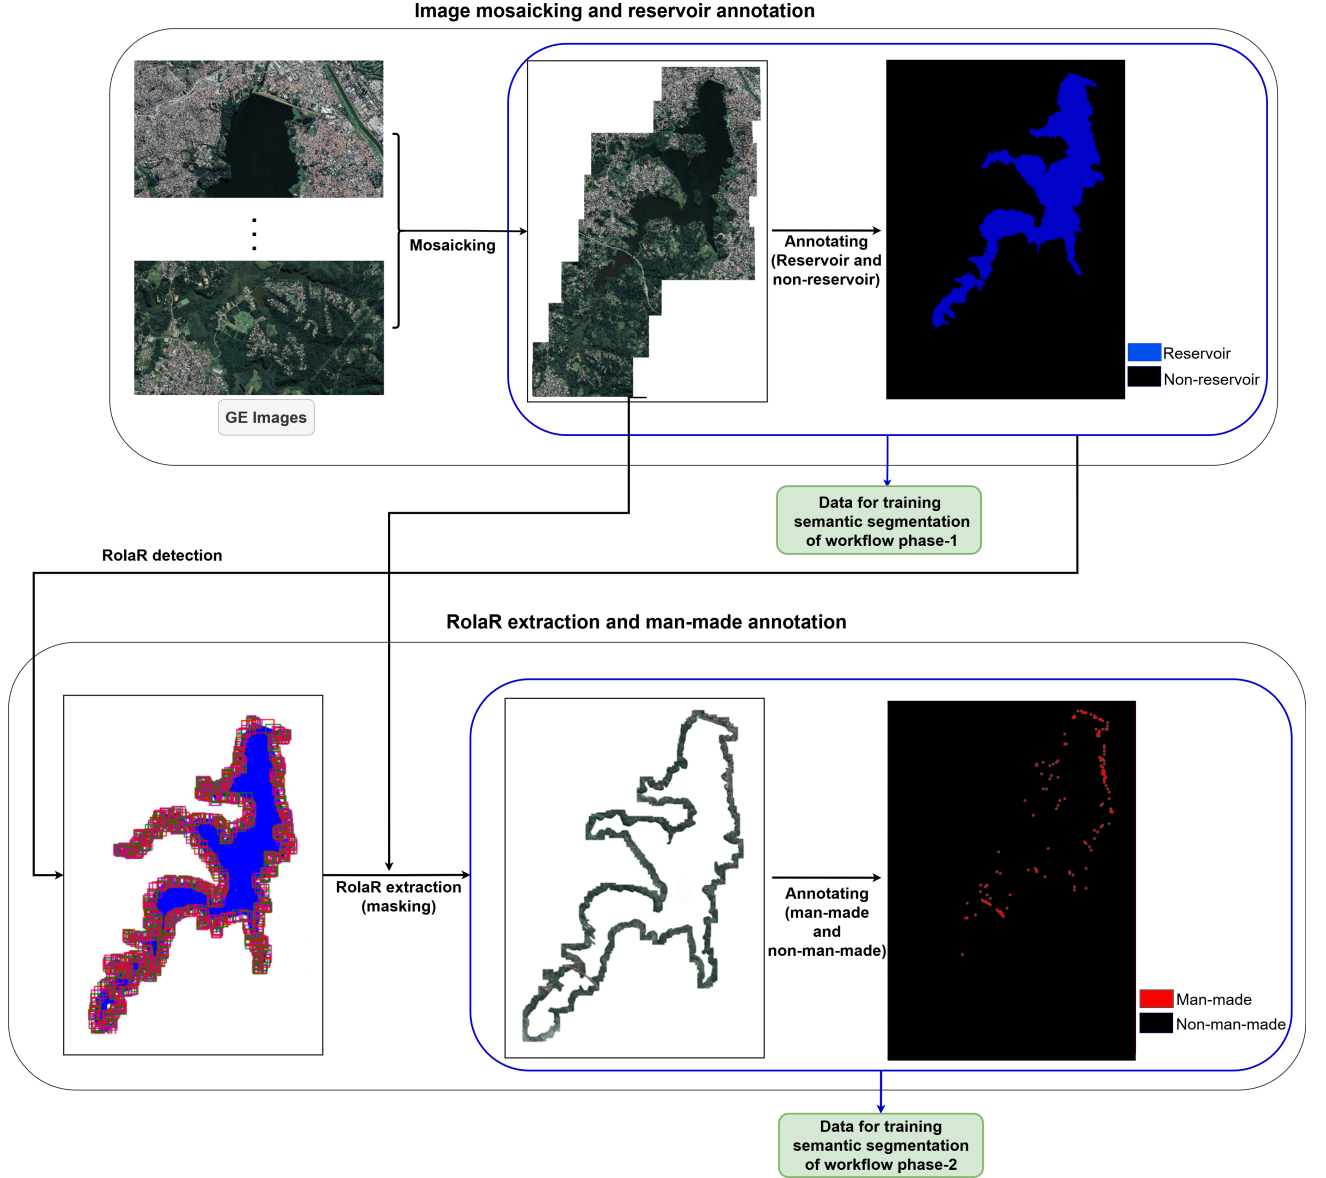 Image mosaicking and reservoir annotation
Mosaicking
Annotating
(Reservoir and
non-reservoir)
Reservoir
Non-reservoir
GE Images
Data for training
semantic segmentation
of workflow phase-1
RolaR detection
RolaR extraction and man-made annotation
RolaR extraction
(masking)
Annotating
(man-made
and
non-man-made)
Man-made
Non-man-made
Data for training
semantic segmentation
of workflow phase-2